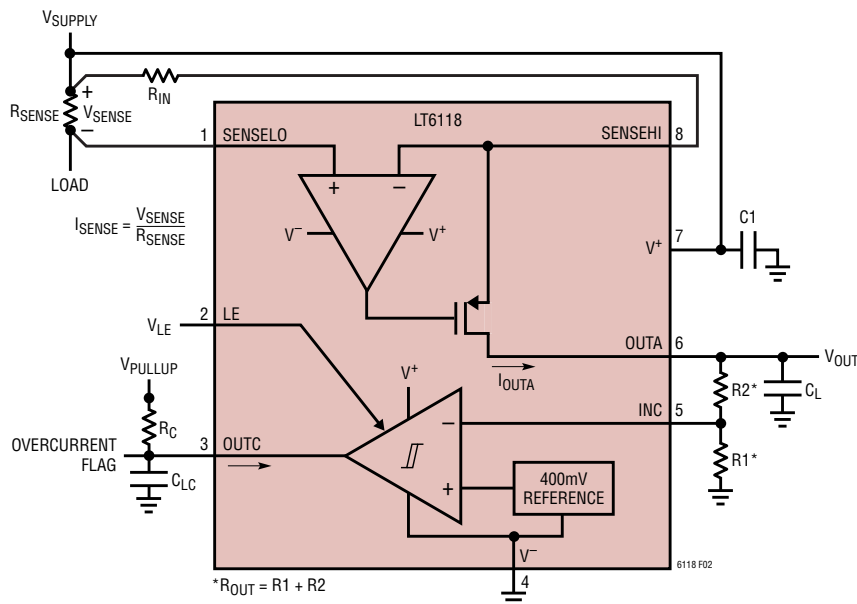 VSUPPLY
RIN
RSENSE
+
VSENSE
–
LOAD
ISENSE = VSENSE
RSENSE
LT6118
1 SENSELO
SENSEHI 8
+ –
V– V+
V+ 7
C1
2 LE
VLE
OUTA 6
VOUT
IOUTA
R2*
CL
INC 5
R1*
VPULLUP
RC
V+
–
+
400mV
REFERENCE
OVERCURRENT
FLAG
3 OUTC
CLC
V–
4
6118 F02
*ROUT = R1 + R2